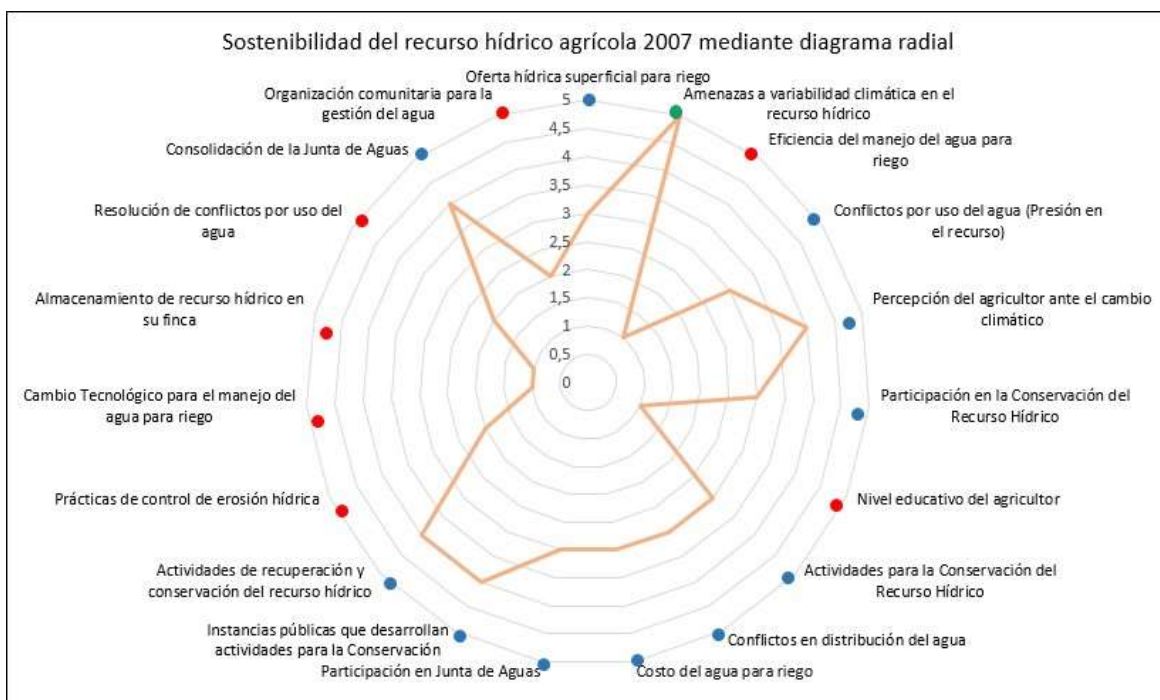 Sostenibilidad del recurso hídrico agrícola 2007 mediante diagrama radial
Oferta hídrica superficial para riego
Amenazas a variabilidad climática en el
recurso hídrico
Eficiencia del manejo del agua para
riego
Conflictos por uso del agua (Presión en
el recurso)
Percepción del agricultor ante el cambio
climático
Participación en la Conservación del
Recurso Hídrico
Nivel educativo del agricultor
Actividades para la Conservación del
Recurso Hídrico
Conflictos en distribución del agua
Costo del agua para riego
Participación en Junta de Aguas
Instancias públicas que desarrollan
actividades para la Conservación
Actividades de recuperación y
conservación del recurso hídrico
Prácticas de control de erosión hídrica
Cambio Tecnológico para el manejo del
agua para riego
Almacenamiento de recurso hídrico en
su finca
Resolución de conflictos por uso del
agua
Consolidación de la Junta de Aguas
Organización comunitaria para la
gestión del agua
5
4,5
4
3,5
3
2,5
2
1,5
1
0,5
0